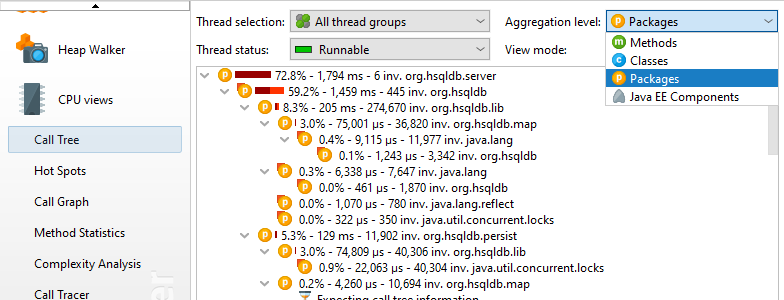 Thread selection: All thread groups Aggregation level: Packages
Heap Walker
Thread status: Runnable View mode:
Methods
Classes
Packages
Java EE Components
CPU views
Call Tree
Hot Spots
Call Graph
Method Statistics
Complexity Analysis
Call Tracer
72.8% - 1,794 ms - 6 inv. org.hsqldb.server
59.2% - 1,459 ms - 445 inv. org.hsqldb
8.3% - 205 ms - 274,670 inv. org.hsqldb.lib
3.0% - 75,001 µs - 36,820 inv. org.hsqldb.map
0.4% - 9,115 µs - 11,977 inv. java.lang
0.1% - 1,243 µs - 3,342 inv. org.hsqldb
0.3% - 6,338 µs - 7,647 inv. java.lang
0.0% - 461 µs - 1,870 inv. org.hsqldb
0.0% - 1,070 µs - 780 inv. java.lang.reflect
0.0% - 322 µs - 350 inv. java.util.concurrent.locks
5.3% - 129 ms - 11,902 inv. org.hsqldb.persist
3.0% - 74,809 µs - 40,306 inv. org.hsqldb.lib
0.9% - 22,063 µs - 40,304 inv. java.util.concurrent.locks
0.2% - 4,260 µs - 10,694 inv. org.hsqldb.map
Expecting call tree information